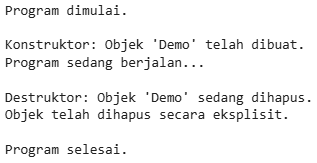 Program dimulai.
Konstruktor: Objek 'Demo' telah dibuat.
Program sedang berjalan...
Destruktor: Objek 'Demo' sedang dihapus.
Objek telah dihapus secara eksplisit.
Program selesai.